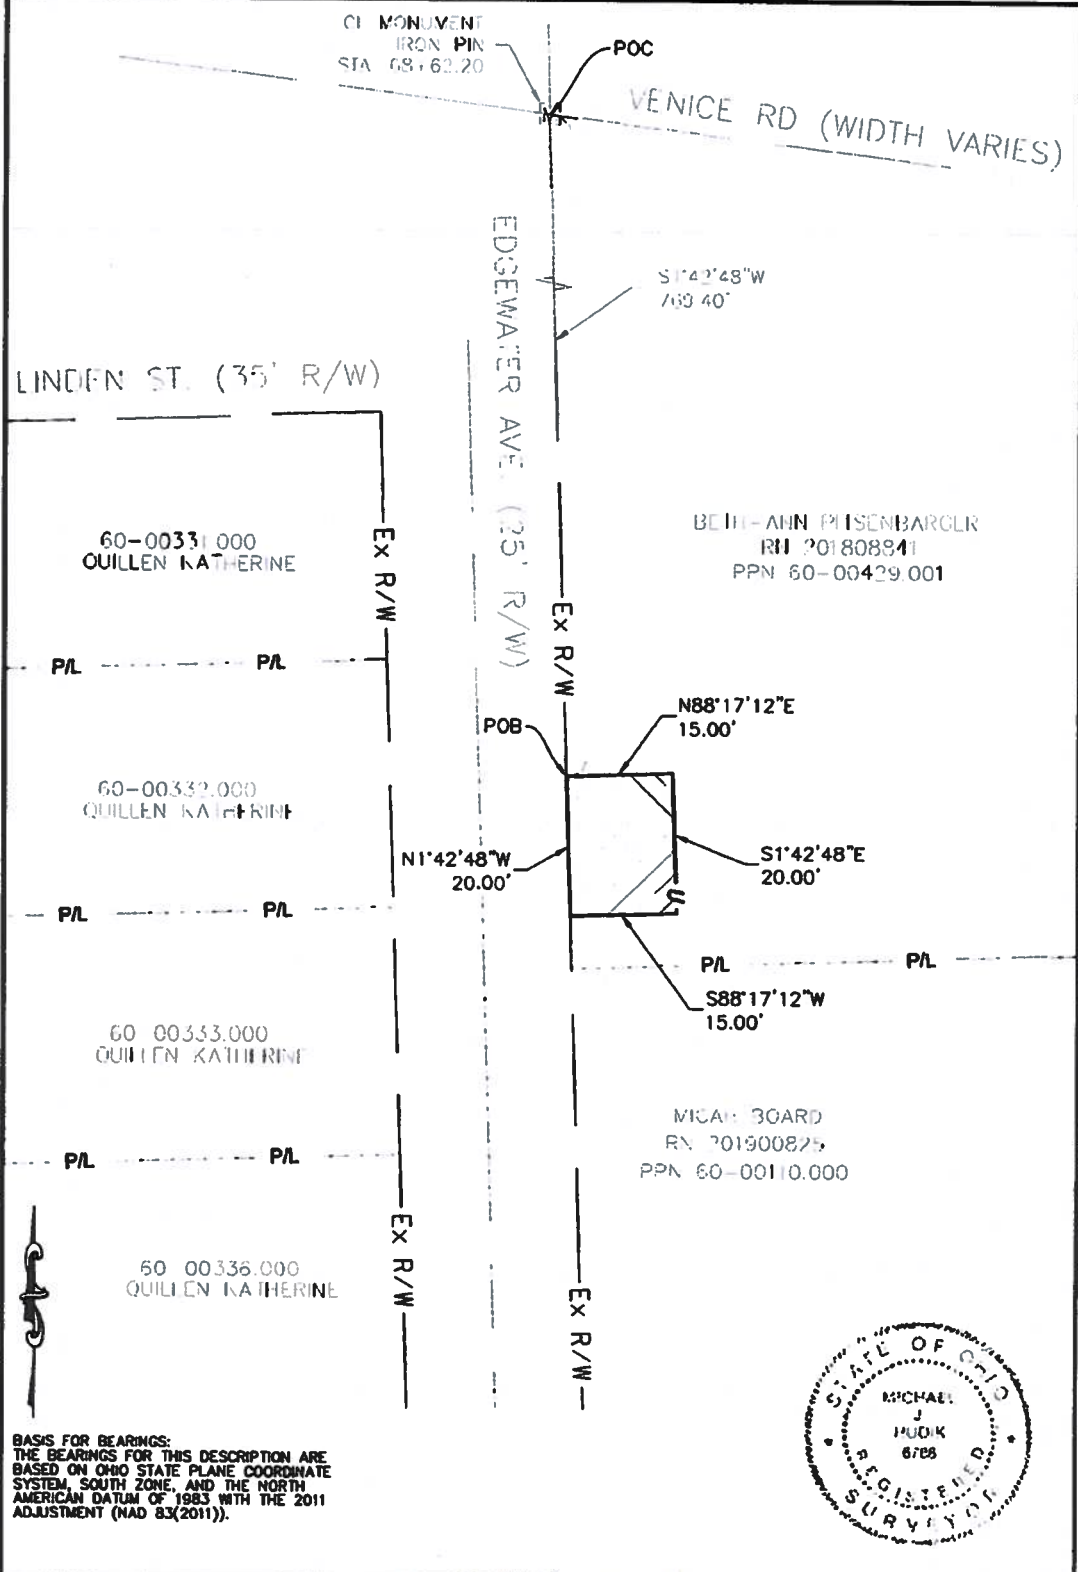 MONUMENT
IRON PIN
STA 68+62.20
POC
VENICE RD (WIDTH VARIES)
S1°42'48"W
EDGEWATER AVE (25' R/W)
LINDEN ST. (35' R/W)
60-00331.000
QUILLEN KATHERINE
Ex R/W
BETH-ANN
RN 201808841
PPN 60-00429.001
Ex R/W
P/L P/L
N88°17'12"E
15.00'
POB
60-00332.000
QUILLEN KATHERINE
N1°42'48"W
20.00'
S1°42'48"E
20.00'
P/L P/L
P/L P/L
S88°17'12"W
15.00'
60 00333.000
QUILLEN KATHERINE
MICAH BOARD
RN 201900825
PPN 60-00110.000
P/L P/L
Ex R/W
60 00336.000
QUILLEN KATHERINE
Ex R/W
STATE OF OHIO
MICHAEL
J
HUDIK
REGISTERED
SURVEYOR
BASIS FOR BEARINGS:
THE BEARINGS FOR THIS DESCRIPTION ARE
BASED ON OHIO STATE PLANE COORDINATE
SYSTEM, SOUTH ZONE, AND THE NORTH
AMERICAN DATUM OF 1983 WITH THE 2011
ADJUSTMENT (NAD 83(2011)).